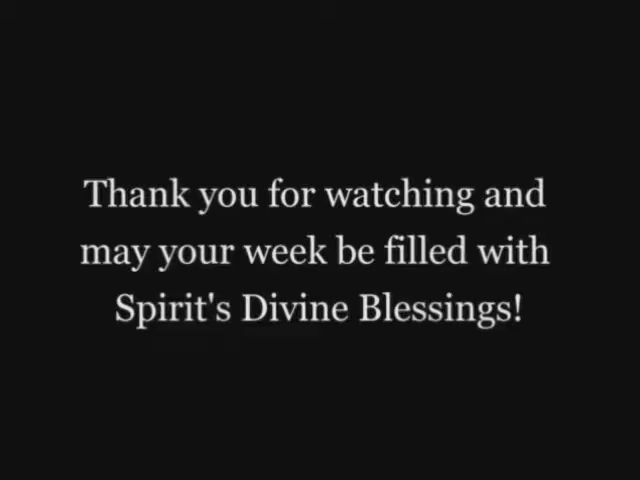 Thank you for watching and
may your week be filled with
Spirit's Divine Blessings!